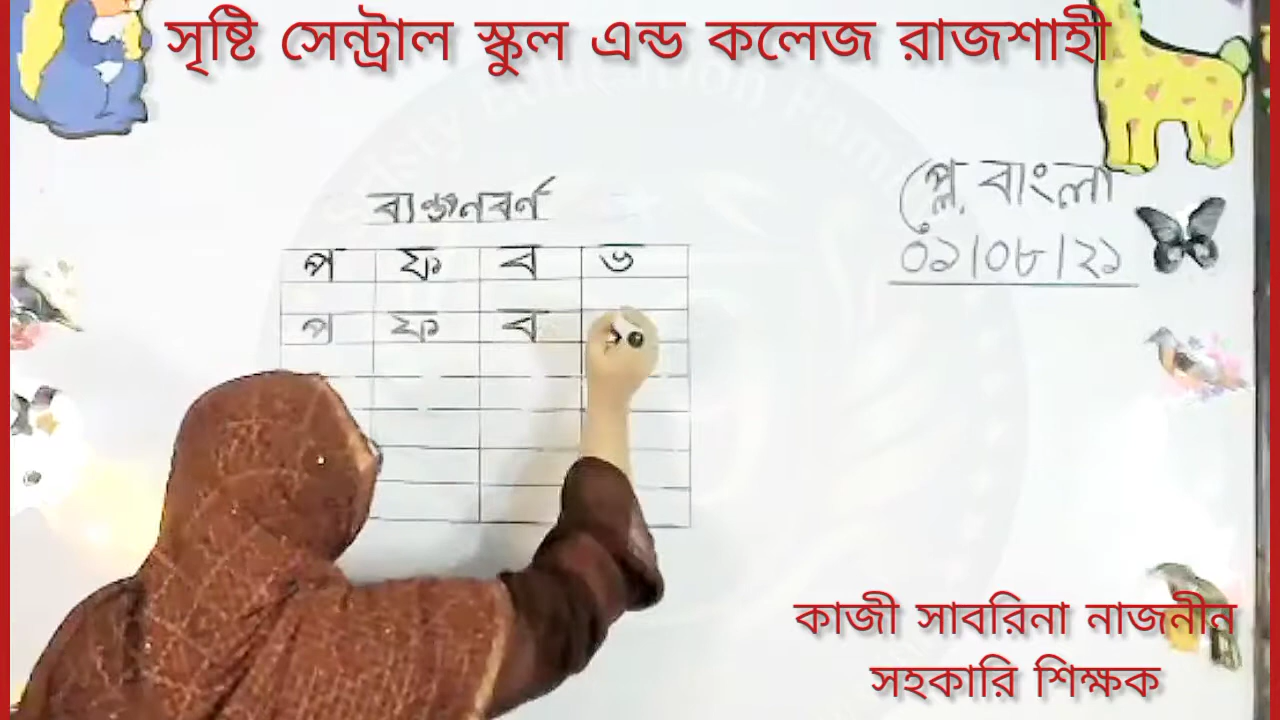 সৃষ্টি সেন্ট্রাল স্কুল এন্ড কলেজ রাজশাহী
প্লে বাংলা
০১/০৮/২১
ব্যঞ্জনবর্ন
প ফ ব ভ
প ফ ব
কাজী সাবরিনা নাজনীন
সহকারি শিক্ষক